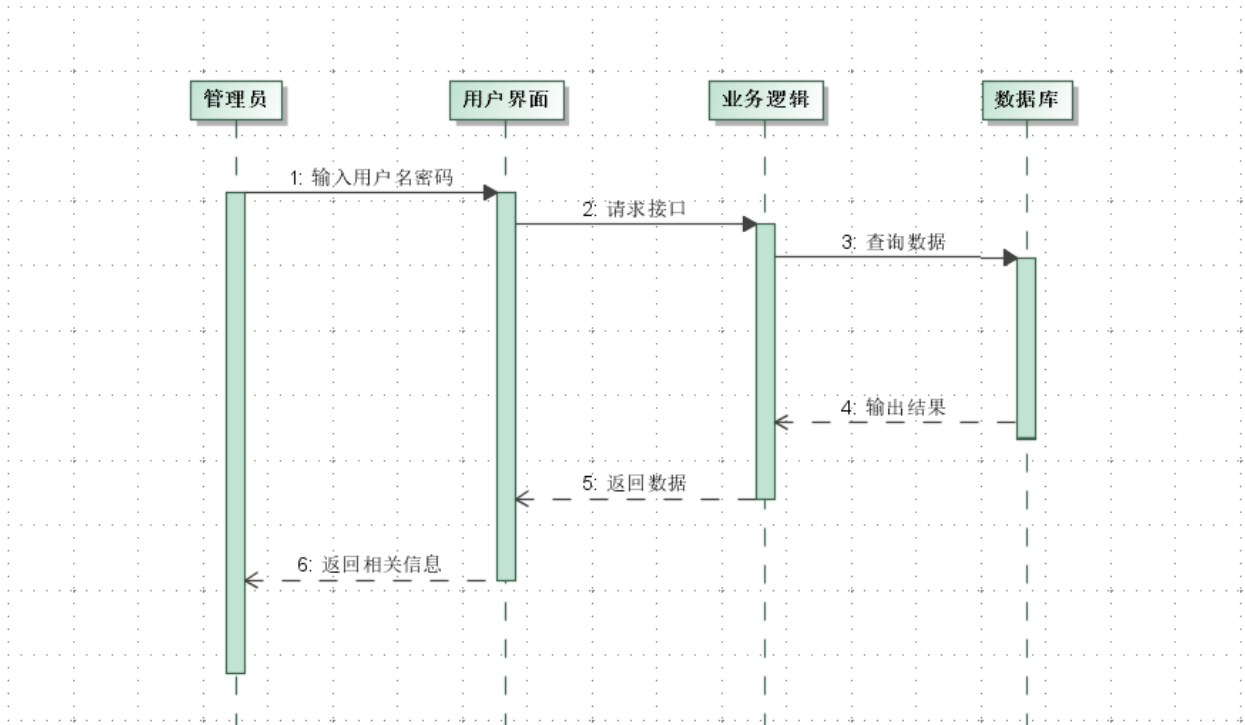 管理员
用户界面
业务逻辑
数据库
1: 输入用户名密码
2: 请求接口
3: 查询数据
4: 输出结果
5: 返回数据
6: 返回相关信息